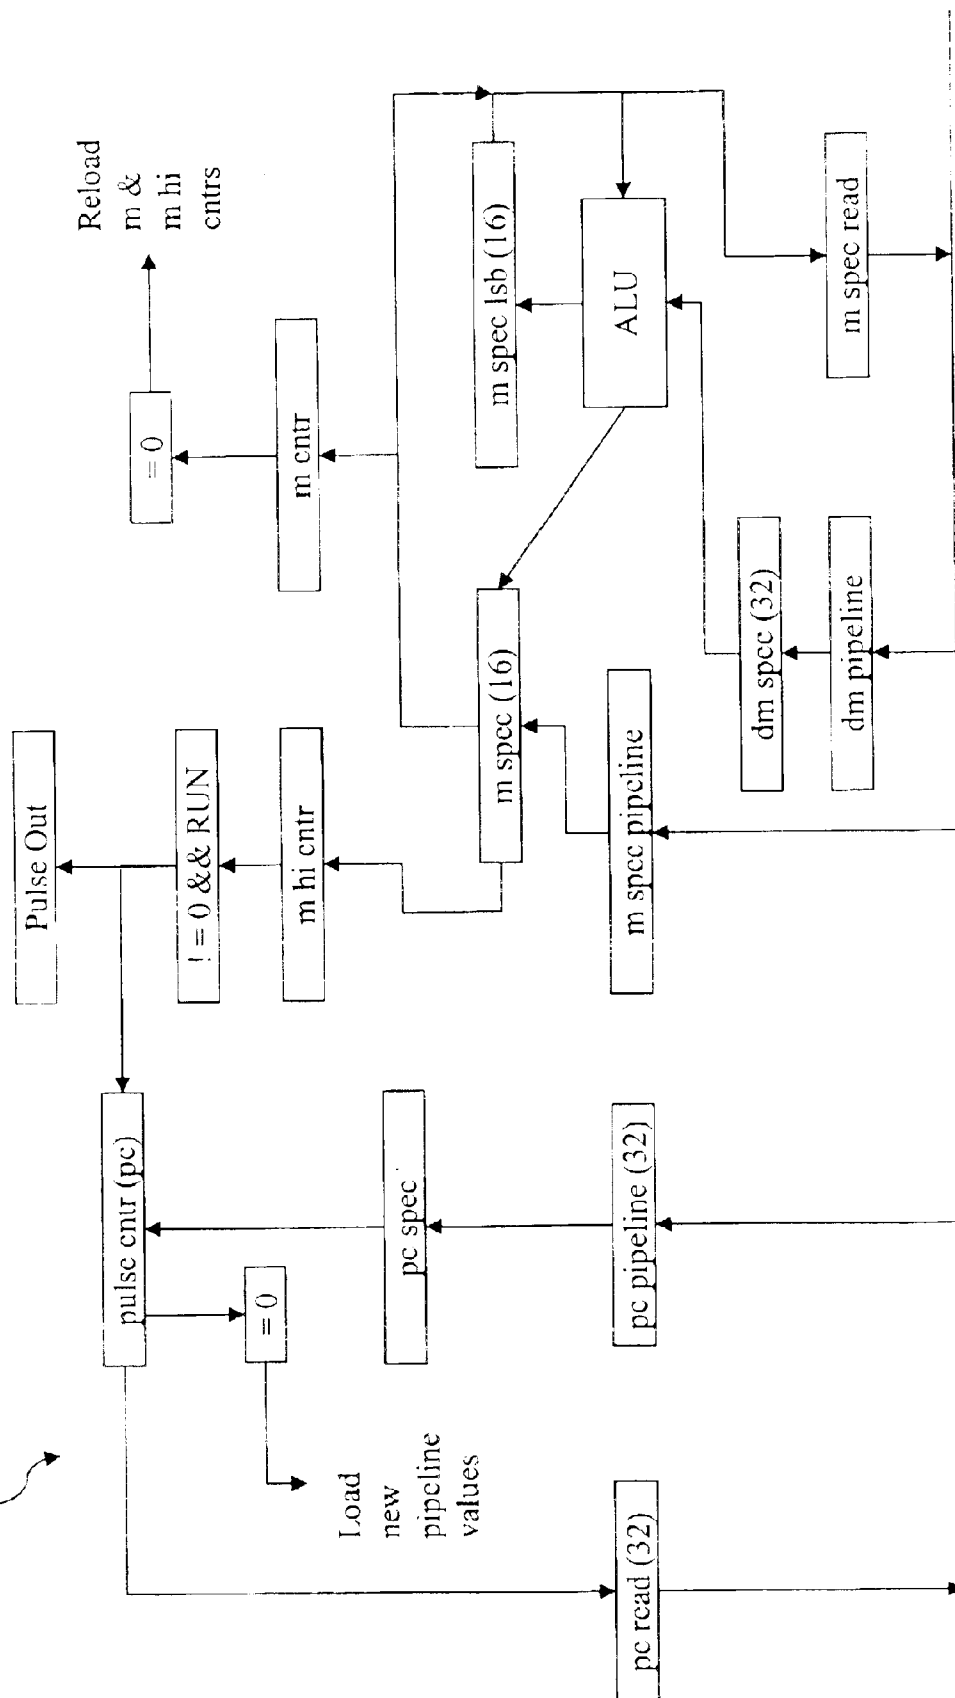 Pulse Out
! = 0 && RUN
m hi cntr
= 0
m cntr
Reload
m &
m hi
cntrs
pulse cntr (pc)
= 0
Load
new
pipeline
values
pc spec
pc pipeline (32)
pc read (32)
m spec (16)
m spec lsb (16)
ALU
m spec pipeline
dm spec (32)
dm pipeline
m spec read